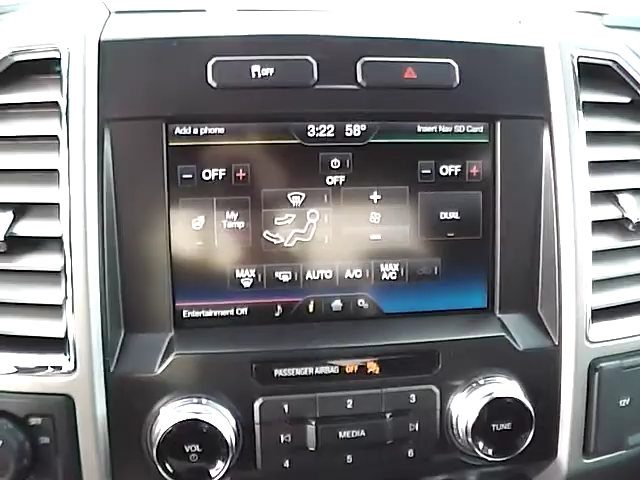 OFF
Add a phone 3:22 58° Insert Nav SD Card
- OFF + OFF - OFF +
My Temp
+
-
DUAL
MAX AUTO A/C MAX A/C
Entertainment Off
PASSENGER AIRBAG OFF
VOL
1 2 3
MEDIA
4 5 6
TUNE
12V